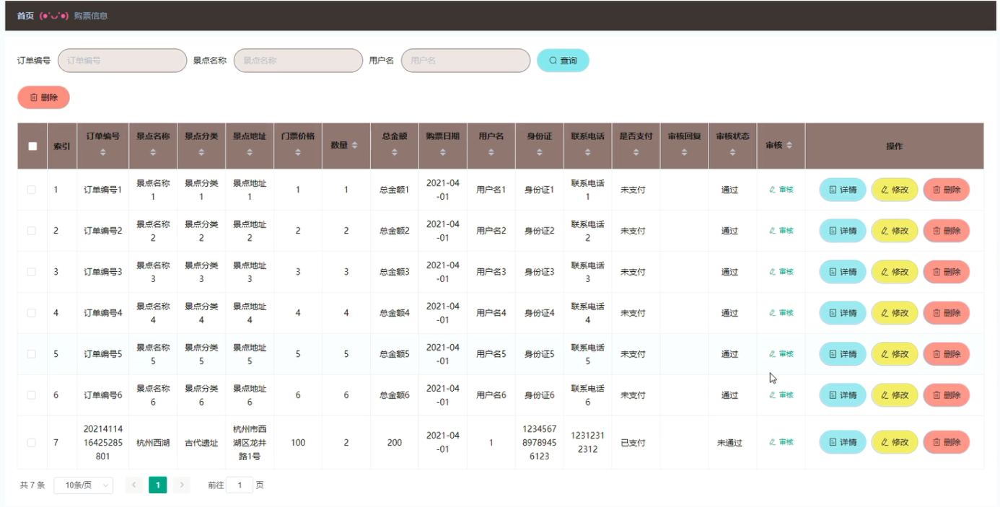 首页 (●'◡'●) 购票信息
订单编号 订单编号 景点名称 景点名称 用户名 用户名 查询
删除
索引 订单编号 景点名称 景点分类 景点地址 门票价格 数量 总金额 购票日期 用户名 身份证 联系电话 是否支付 审核回复 审核状态 审核 操作
1 订单编号1 景点名称1 景点分类1 景点地址1 1 1 总金额1 2021-04-01 用户名1 身份证1 联系电话1 未支付 通过 审核 详情 修改 删除
2 订单编号2 景点名称2 景点分类2 景点地址2 2 2 总金额2 2021-04-01 用户名2 身份证2 联系电话2 未支付 通过 审核 详情 修改 删除
3 订单编号3 景点名称3 景点分类3 景点地址3 3 3 总金额3 2021-04-01 用户名3 身份证3 联系电话3 未支付 通过 审核 详情 修改 删除
4 订单编号4 景点名称4 景点分类4 景点地址4 4 4 总金额4 2021-04-01 用户名4 身份证4 联系电话4 未支付 通过 审核 详情 修改 删除
5 订单编号5 景点名称5 景点分类5 景点地址5 5 5 总金额5 2021-04-01 用户名5 身份证5 联系电话5 未支付 通过 审核 详情 修改 删除
6 订单编号6 景点名称6 景点分类6 景点地址6 6 6 总金额6 2021-04-01 用户名6 身份证6 联系电话6 未支付 通过 审核 详情 修改 删除
7 2021411416425285801 杭州西湖 古代遗址 杭州市西湖区龙井路1号 100 2 200 2021-04-01 1 123456789789456123 12312312312 已支付 未通过 审核 详情 修改 删除
共 7 条 10条/页 1 前往 1 页